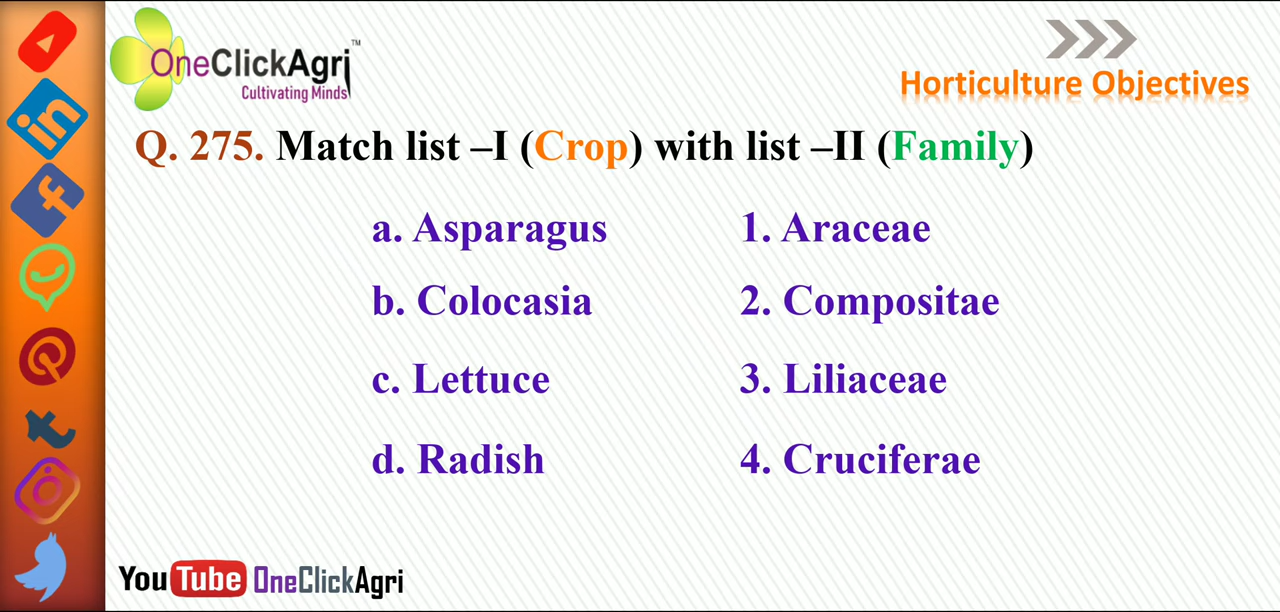 OneClickAgri™
Cultivating Minds
Horticulture Objectives
Q. 275. Match list –I (Crop) with list –II (Family)
a. Asparagus 1. Araceae
b. Colocasia 2. Compositae
c. Lettuce 3. Liliaceae
d. Radish 4. Cruciferae
YouTube OneClickAgri